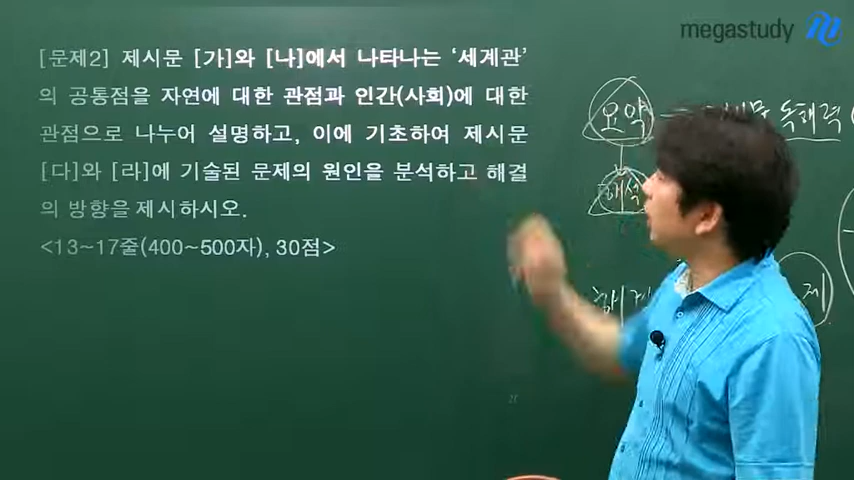 megastudy
[문제2] 제시문 [가]와 [나]에서 나타나는 '세계관'
의 공통점을 자연에 대한 관점과 인간(사회)에 대한
관점으로 나누어 설명하고, 이에 기초하여 제시문
[다]와 [라]에 기술된 문제의 원인을 분석하고 해결
의 방향을 제시하시오.
<13~17줄(400~500자), 30점>
요약
독해력
해석
제